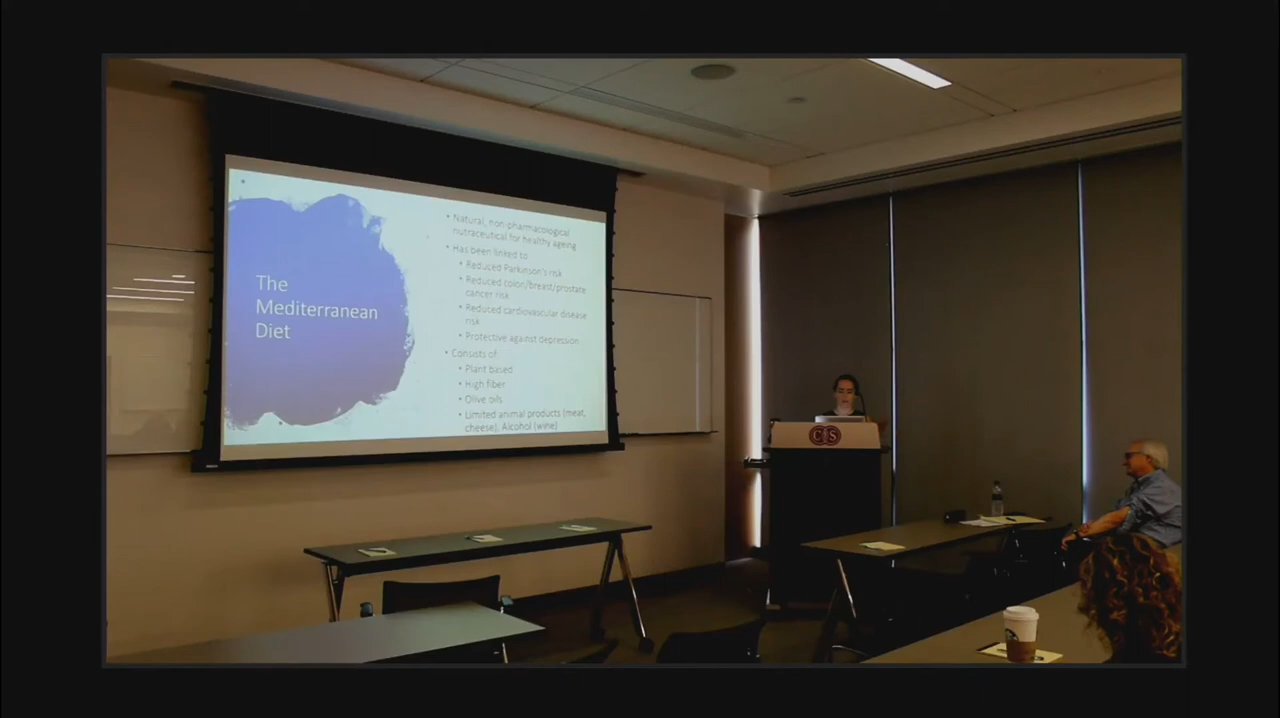 The
Mediterranean
Diet
• Natural, non-pharmacological
nutraceutical for healthy ageing
• Has been linked to
• Reduced Parkinson's risk
• Reduced colon/breast/prostate
cancer risk
• Reduced cardiovascular disease
risk
• Protective against depression
• Consists of
• Plant based
• High fiber
• Olive oils
• Limited animal products (meat,
cheese), Alcohol (wine)
CS